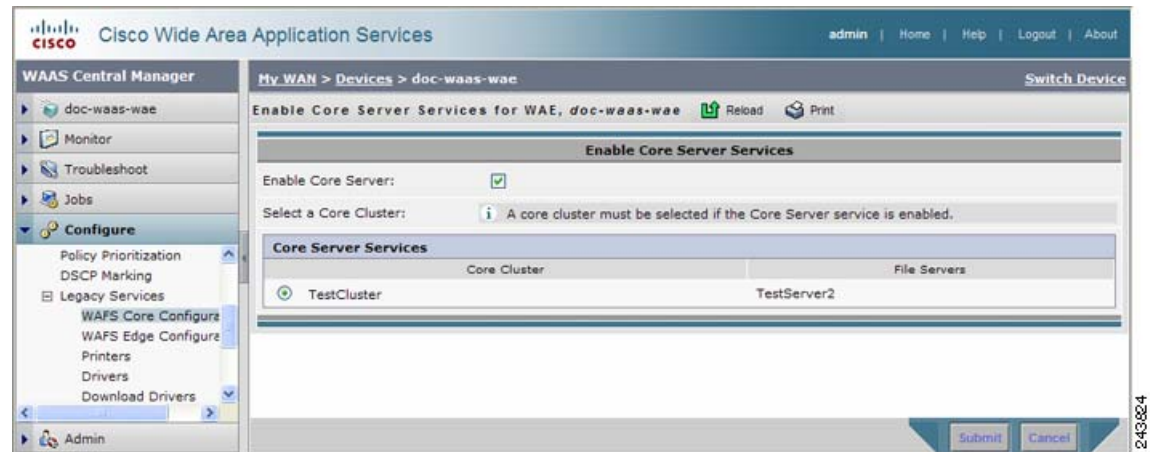 CISCO Cisco Wide Area Application Services
admin | Home | Help | Logout | About
WAAS Central Manager
doc-waas-wae
Monitor
Troubleshoot
Jobs
Configure
Policy Prioritization
DSCP Marking
Legacy Services
WAFS Core Configura
WAFS Edge Configura
Printers
Drivers
Download Drivers
Admin
My WAN > Devices > doc-waas-wae
Switch Device
Enable Core Server Services for WAE, doc-waas-wae Reload Print
Enable Core Server Services
Enable Core Server:
Select a Core Cluster: i A core cluster must be selected if the Core Server service is enabled.
Core Server Services
Core Cluster File Servers
TestCluster TestServer2
Submit Cancel
243824